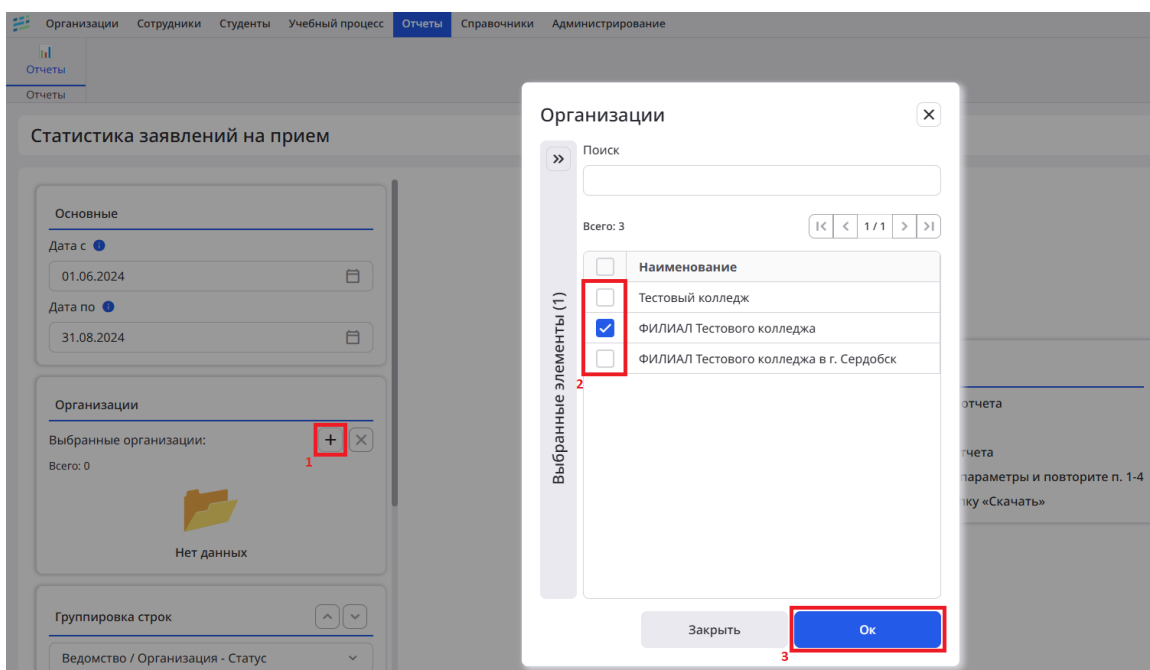 Организации Сотрудники Студенты Учебный процесс Отчеты Справочники Администрирование
Отчеты
Отчеты
Статистика заявлений на прием
Основные
Дата с
01.06.2024
Дата по
31.08.2024
Организации
Выбранные организации:
1
Всего: 0
Нет данных
Группировка строк
Ведомство / Организация - Статус
Организации
Выбранные элементы (1)
Поиск
Всего: 3
1 / 1
Наименование
Тестовый колледж
ФИЛИАЛ Тестового колледжа
ФИЛИАЛ Тестового колледжа в г. Сердобск
2
Закрыть
Ок
3
отчета
чета
параметры и повторите п. 1-4
ку «Скачать»